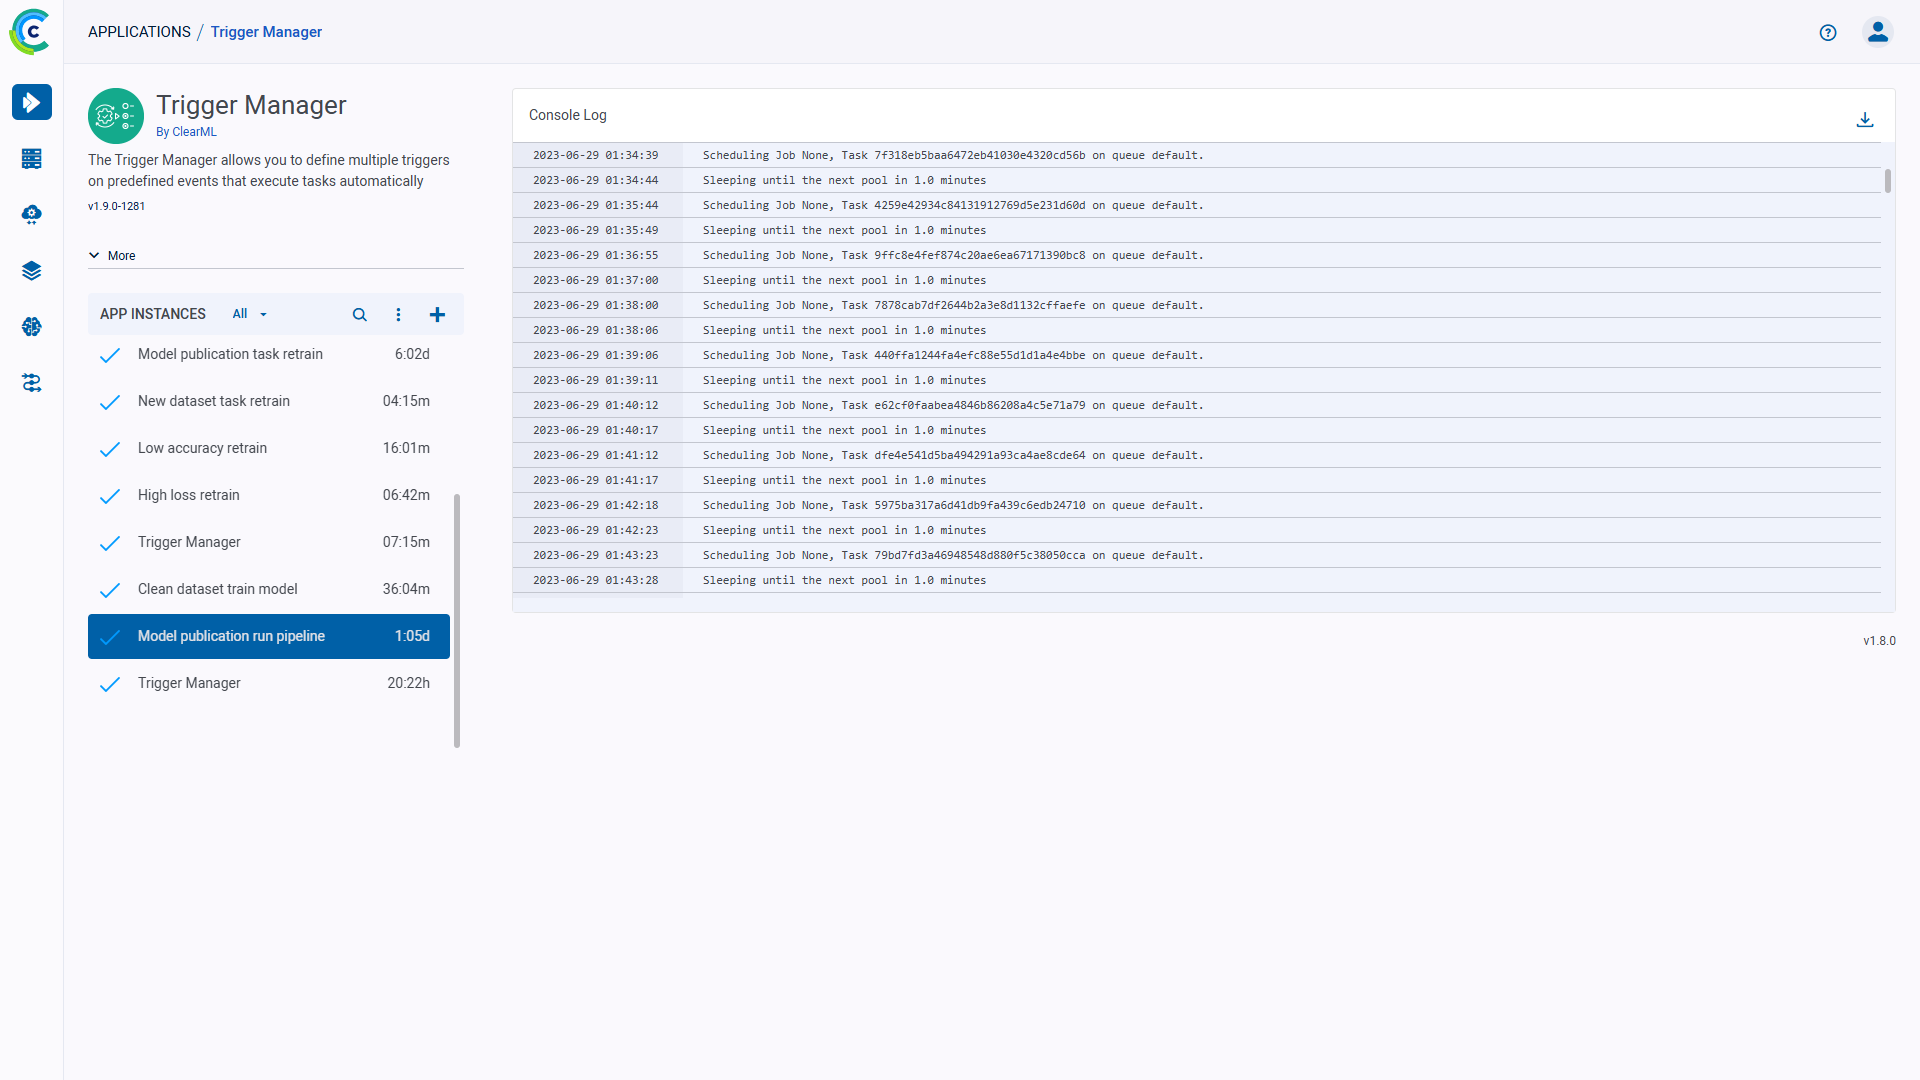 APPLICATIONS / Trigger Manager
Trigger Manager
By ClearML
The Trigger Manager allows you to define multiple triggers
on predefined events that execute tasks automatically
v1.9.0-1281
More
APP INSTANCES All
Model publication task retrain 6:02d
New dataset task retrain 04:15m
Low accuracy retrain 16:01m
High loss retrain 06:42m
Trigger Manager 07:15m
Clean dataset train model 36:04m
Model publication run pipeline 1:05d
Trigger Manager 20:22h
Console Log
2023-06-29 01:34:39 Scheduling Job None, Task 7f318eb5baa6472eb41030e4320cd56b on queue default.
2023-06-29 01:34:44 Sleeping until the next pool in 1.0 minutes
2023-06-29 01:35:44 Scheduling Job None, Task 4259e42934c84131912769d5e231d60d on queue default.
2023-06-29 01:35:49 Sleeping until the next pool in 1.0 minutes
2023-06-29 01:36:55 Scheduling Job None, Task 9ffc8e4fef874c20ae6ea67171390bc8 on queue default.
2023-06-29 01:37:00 Sleeping until the next pool in 1.0 minutes
2023-06-29 01:38:00 Scheduling Job None, Task 7878cab7df2644b2a3e8d1132cffaefe on queue default.
2023-06-29 01:38:06 Sleeping until the next pool in 1.0 minutes
2023-06-29 01:39:06 Scheduling Job None, Task 440ffa1244fa4efc88e55d1d1a4e4bbe on queue default.
2023-06-29 01:39:11 Sleeping until the next pool in 1.0 minutes
2023-06-29 01:40:12 Scheduling Job None, Task e62cf0faabea4846b86208a4c5e71a79 on queue default.
2023-06-29 01:40:17 Sleeping until the next pool in 1.0 minutes
2023-06-29 01:41:12 Scheduling Job None, Task dfe4e541d5ba494291a93ca4ae8cde64 on queue default.
2023-06-29 01:41:17 Sleeping until the next pool in 1.0 minutes
2023-06-29 01:42:18 Scheduling Job None, Task 5975ba317a6d41db9fa439c6edb24710 on queue default.
2023-06-29 01:42:23 Sleeping until the next pool in 1.0 minutes
2023-06-29 01:43:23 Scheduling Job None, Task 79bd7fd3a46948548d880f5c38050cca on queue default.
2023-06-29 01:43:28 Sleeping until the next pool in 1.0 minutes
v1.8.0